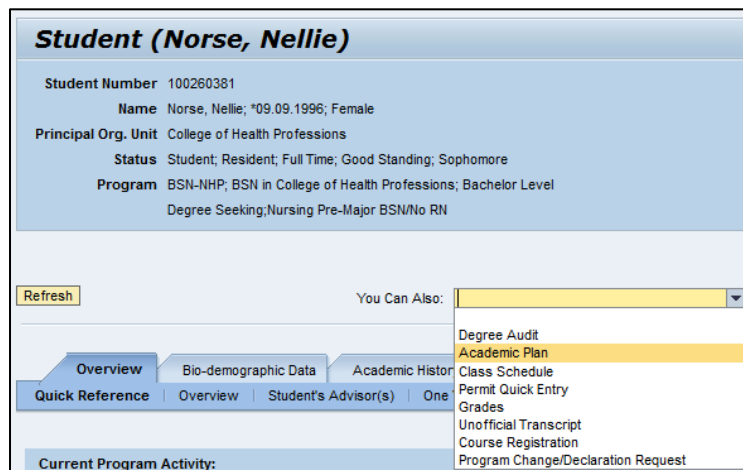 Student (Norse, Nellie)
Student Number 100260381
Name Norse, Nellie; *09.09.1996; Female
Principal Org. Unit College of Health Professions
Status Student; Resident; Full Time; Good Standing; Sophomore
Program BSN-NHP; BSN in College of Health Professions; Bachelor Level
Degree Seeking;Nursing Pre-Major BSN/No RN
Refresh You Can Also:
Degree Audit
Academic Plan
Class Schedule
Permit Quick Entry
Grades
Unofficial Transcript
Course Registration
Program Change/Declaration Request
Overview Bio-demographic Data Academic Histor
Quick Reference Overview Student's Advisor(s) One
Current Program Activity: